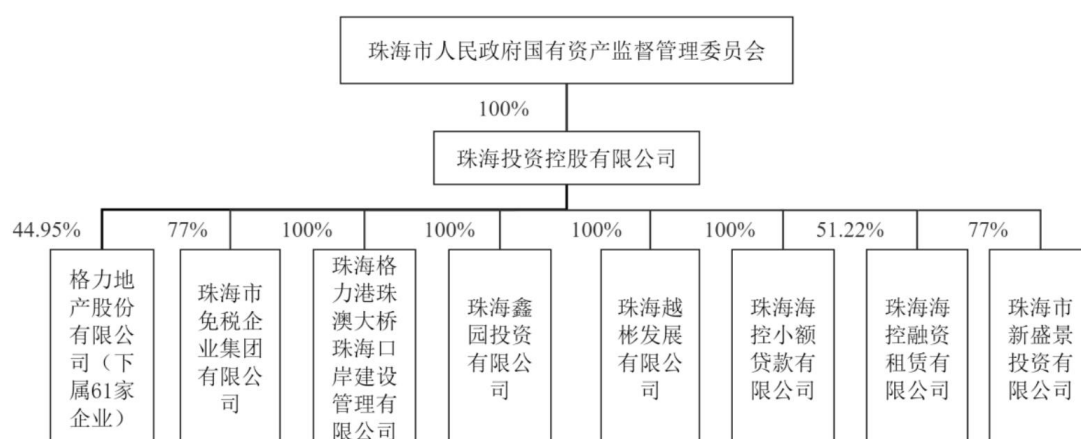 珠海市人民政府国有资产监督管理委员会
100%
珠海投资控股有限公司
44.95%
77%
100%
100%
100%
100%
51.22%
77%
格力地
产股份
有限公
司（下
属61家
企业）
珠海市
免税企
业集团
有限公
司
珠海格
力港珠
澳大桥
珠海口
岸建设
管理有
限公司
珠海鑫
园投资
有限公
司
珠海越
彬发展
有限公
司
珠海海
控小额
贷款有
限公司
珠海海
控融资
租赁有
限公司
珠海市
新盛景
投资有
限公司